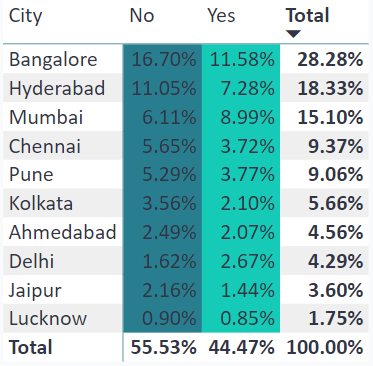 City No Yes Total
Bangalore 16.70% 11.58% 28.28%
Hyderabad 11.05% 7.28% 18.33%
Mumbai 6.11% 8.99% 15.10%
Chennai 5.65% 3.72% 9.37%
Pune 5.29% 3.77% 9.06%
Kolkata 3.56% 2.10% 5.66%
Ahmedabad 2.49% 2.07% 4.56%
Delhi 1.62% 2.67% 4.29%
Jaipur 2.16% 1.44% 3.60%
Lucknow 0.90% 0.85% 1.75%
Total 55.53% 44.47% 100.00%